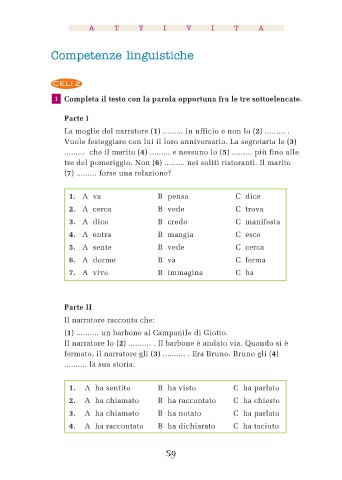 A T T I V I T A
Competenze linguistiche
CELI 2
1 Completa il testo con la parola opportuna fra le tre sottoelencate.
Parte I
La moglie del narratore (1) ......... in ufficio e non lo (2) ......... .
Vuole festeggiare con lui il loro anniversario. La segretaria le (3)
......... che il marito (4) ......... e nessuno lo (5) ......... più fino alle
tre del pomeriggio. Non (6) ......... nei soliti ristoranti. Il marito
(7) ......... forse una relazione?
1. A va B pensa C dice
2. A cerca B vede C trova
3. A dice B crede C manifesta
4. A entra B mangia C esce
5. A sente B vede C cerca
6. A dorme B va C ferma
7. A vive B immagina C ha
Parte II
Il narratore racconta che:
(1) .......... un barbone al Campanile di Giotto.
Il narratore lo (2) .......... . Il barbone è andato via. Quando si è
fermato, il narratore gli (3) .......... . Era Bruno. Bruno gli (4)
.......... la sua storia.
1. A ha sentito B ha visto C ha parlato
2. A ha chiamato B ha raccontato C ha chiesto
3. A ha chiamato B ha notato C ha parlato
4. A ha raccontato B ha dichiarato C ha taciuto
59